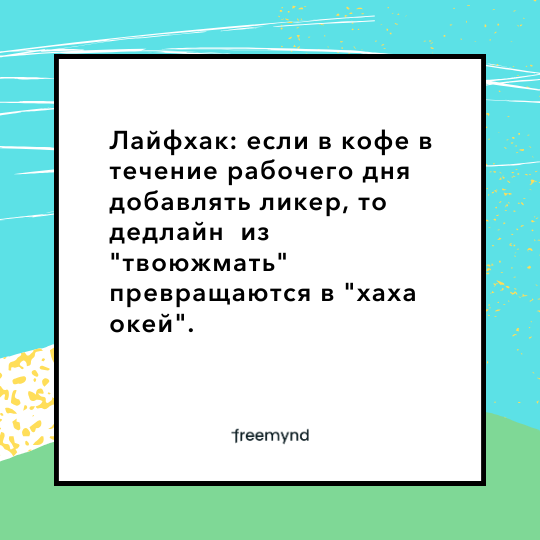 Лайфхак: если в кофе в
течение рабочего дня
добавлять ликер, то
дедлайн  из
"твоюжмать"
превращаются в "хаха
окей".
freemynd